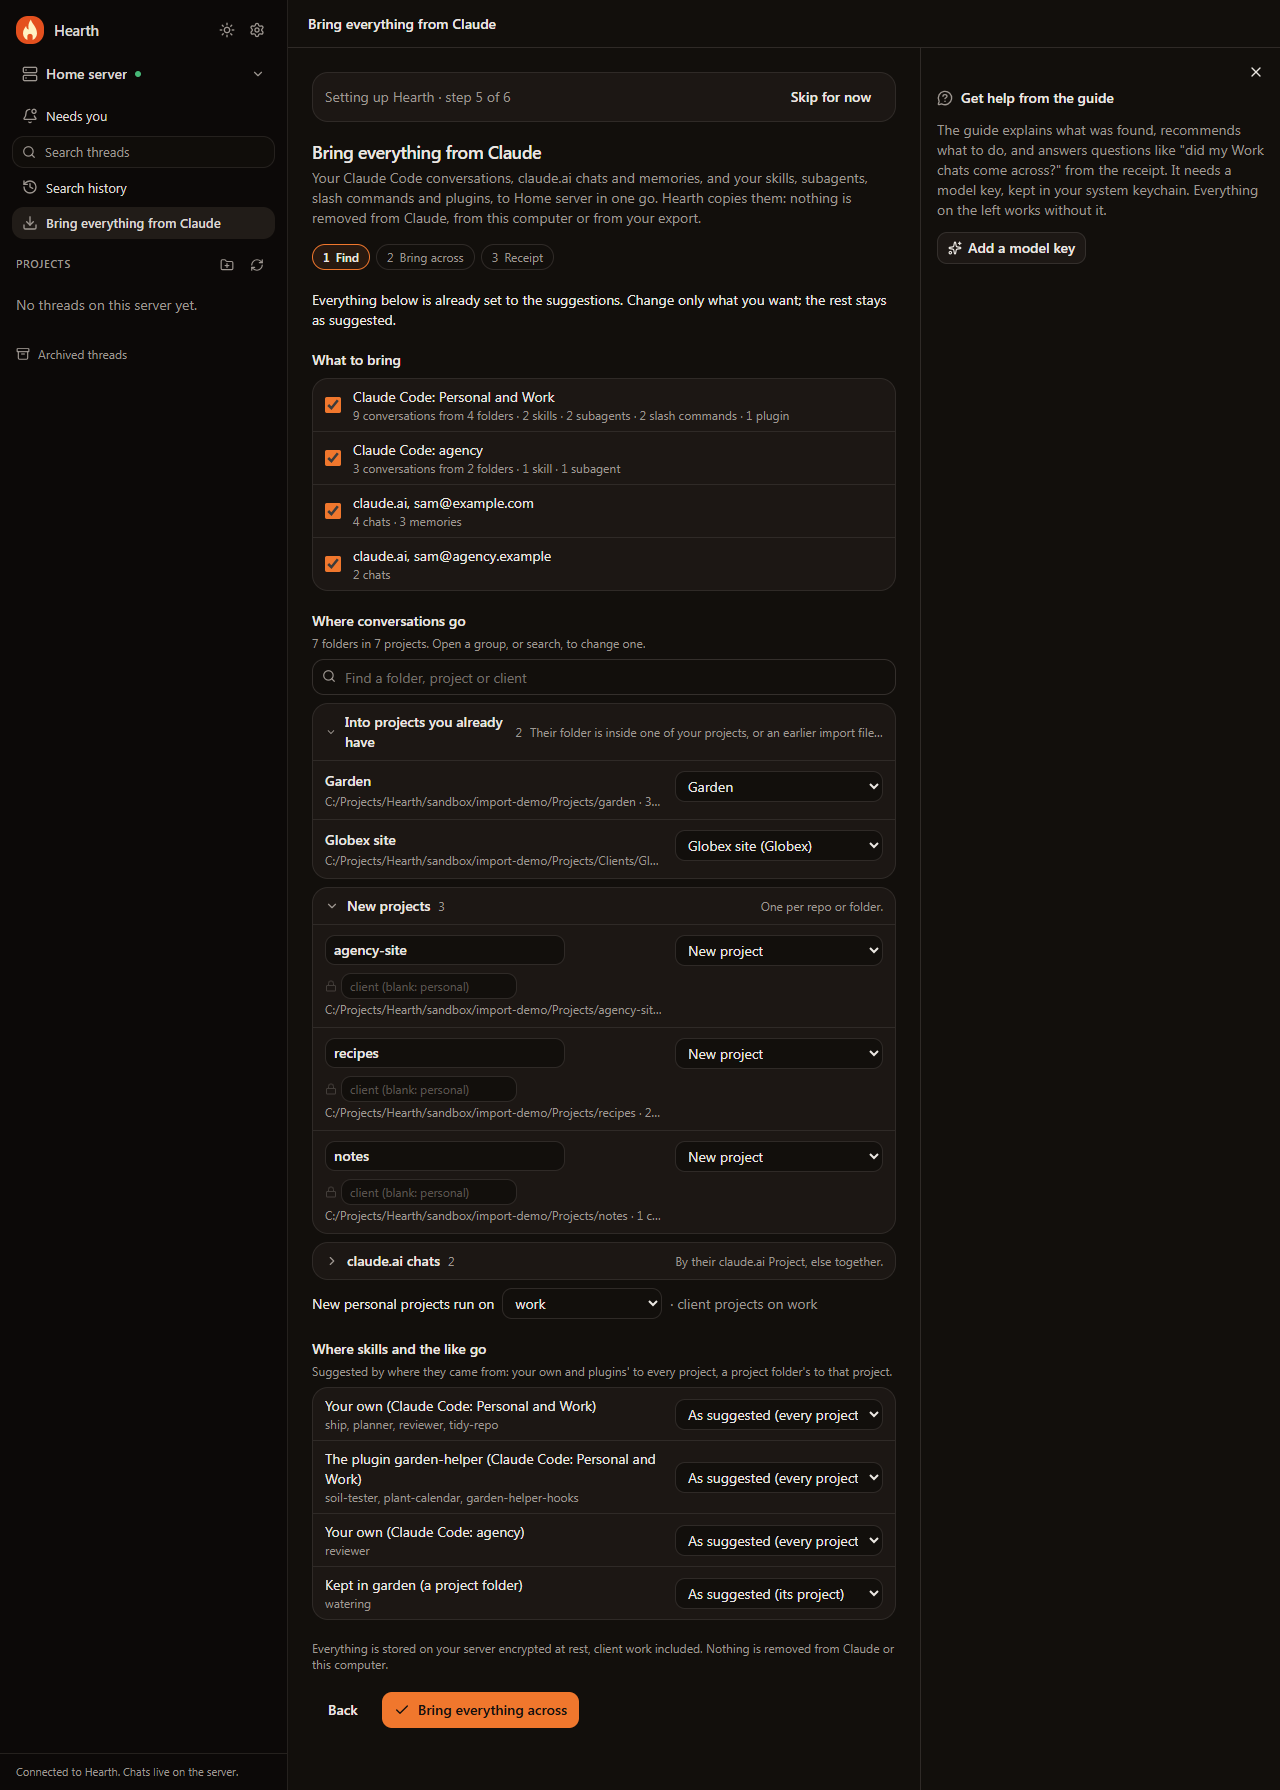 Hearth
Home server
Needs you
Search threads
Search history
Bring everything from Claude
PROJECTS
No threads on this server yet.
Archived threads
Connected to Hearth. Chats live on the server.
Bring everything from Claude
Setting up Hearth · step 5 of 6
Skip for now
Bring everything from Claude
Your Claude Code conversations, claude.ai chats and memories, and your skills, subagents,
slash commands and plugins, to Home server in one go. Hearth copies them: nothing is
removed from Claude, from this computer or from your export.
1 Find
2 Bring across
3 Receipt
Everything below is already set to the suggestions. Change only what you want; the rest stays
as suggested.
What to bring
Claude Code: Personal and Work
9 conversations from 4 folders · 2 skills · 2 subagents · 2 slash commands · 1 plugin
Claude Code: agency
3 conversations from 2 folders · 1 skill · 1 subagent
claude.ai, sam@example.com
4 chats · 3 memories
claude.ai, sam@agency.example
2 chats
Where conversations go
7 folders in 7 projects. Open a group, or search, to change one.
Find a folder, project or client
Into projects you already
have
2 Their folder is inside one of your projects, or an earlier import file...
Garden
C:/Projects/Hearth/sandbox/import-demo/Projects/garden · 3...
Garden
Globex site
C:/Projects/Hearth/sandbox/import-demo/Projects/Clients/Gl...
Globex site (Globex)
New projects 3
One per repo or folder.
agency-site
New project
client (blank: personal)
C:/Projects/Hearth/sandbox/import-demo/Projects/agency-sit...
recipes
New project
client (blank: personal)
C:/Projects/Hearth/sandbox/import-demo/Projects/recipes · 2...
notes
New project
client (blank: personal)
C:/Projects/Hearth/sandbox/import-demo/Projects/notes · 1 c...
claude.ai chats 2
By their claude.ai Project, else together.
New personal projects run on
work
· client projects on work
Where skills and the like go
Suggested by where they came from: your own and plugins' to every project, a project folder's to that project.
Your own (Claude Code: Personal and Work)
ship, planner, reviewer, tidy-repo
As suggested (every project
The plugin garden-helper (Claude Code: Personal and
Work)
soil-tester, plant-calendar, garden-helper-hooks
As suggested (every project
Your own (Claude Code: agency)
reviewer
As suggested (every project
Kept in garden (a project folder)
watering
As suggested (its project)
Everything is stored on your server encrypted at rest, client work included. Nothing is removed from Claude or
this computer.
Back
Bring everything across
Get help from the guide
The guide explains what was found, recommends
what to do, and answers questions like "did my Work
chats come across?" from the receipt. It needs a
model key, kept in your system keychain. Everything
on the left works without it.
Add a model key